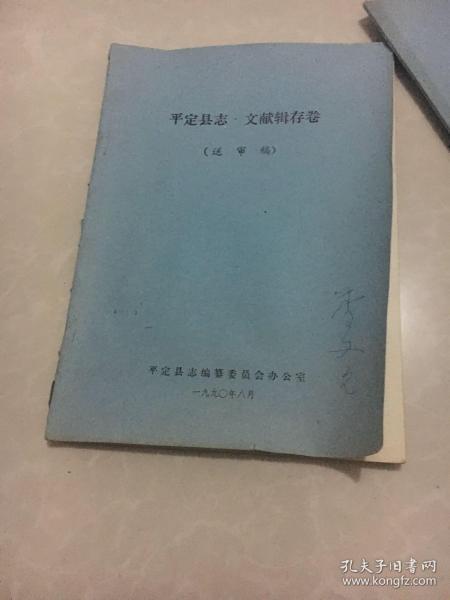 平定县志·文献辑存卷
(送审稿)
平定县志编纂委员会办公室
一九九〇年八月
孔夫子旧书网
www.kongfz.com